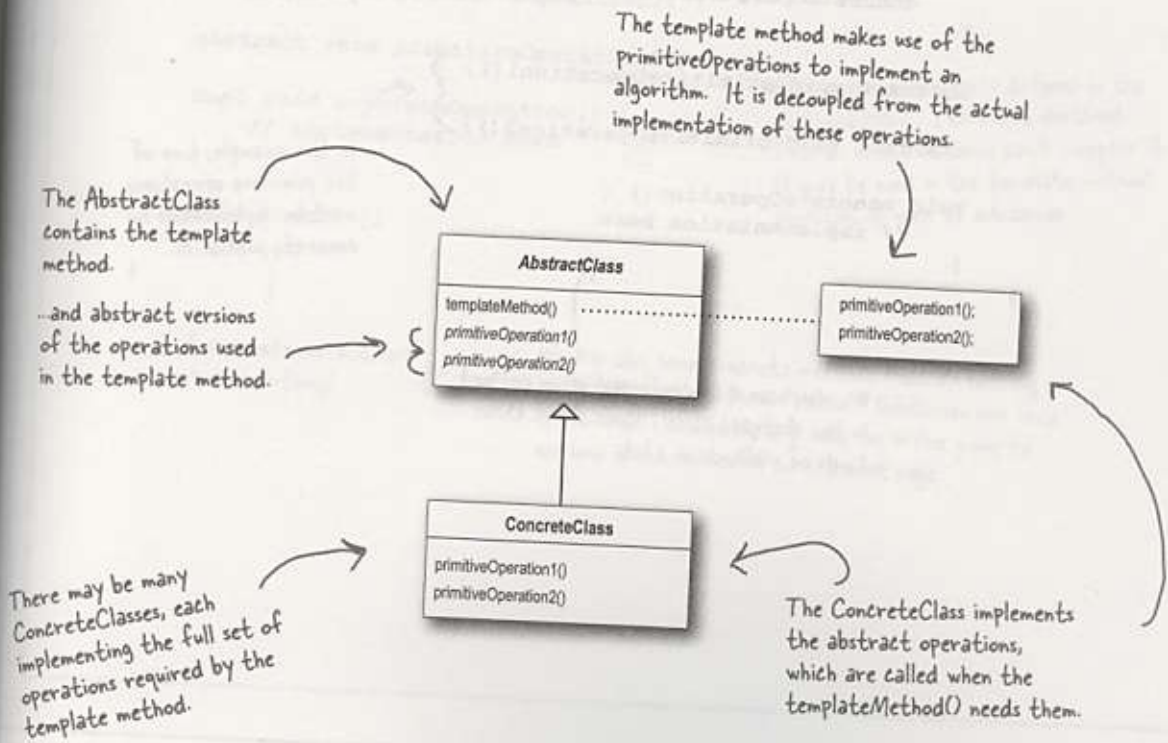 The template method makes use of the
primitiveOperations to implement an
algorithm. It is decoupled from the actual
implementation of these operations.
The AbstractClass
contains the template
method.
...and abstract versions
of the operations used
in the template method.
AbstractClass
templateMethod()
primitiveOperation1()
primitiveOperation2()
primitiveOperation1();
primitiveOperation2();
ConcreteClass
primitiveOperation1()
primitiveOperation2()
There may be many
ConcreteClasses, each
implementing the full set of
operations required by the
template method.
The ConcreteClass implements
the abstract operations,
which are called when the
templateMethod() needs them.